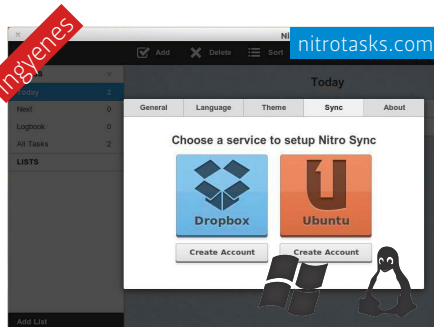 ingyenes
Ni
nitrotasks.com
Add
Delete
Sort
Today
Today 2
Next 0
Logbook 0
All Tasks 2
LISTS
General Language Theme Sync About
Choose a service to setup Nitro Sync
Dropbox
Ubuntu
Create Account
Create Account
Add List